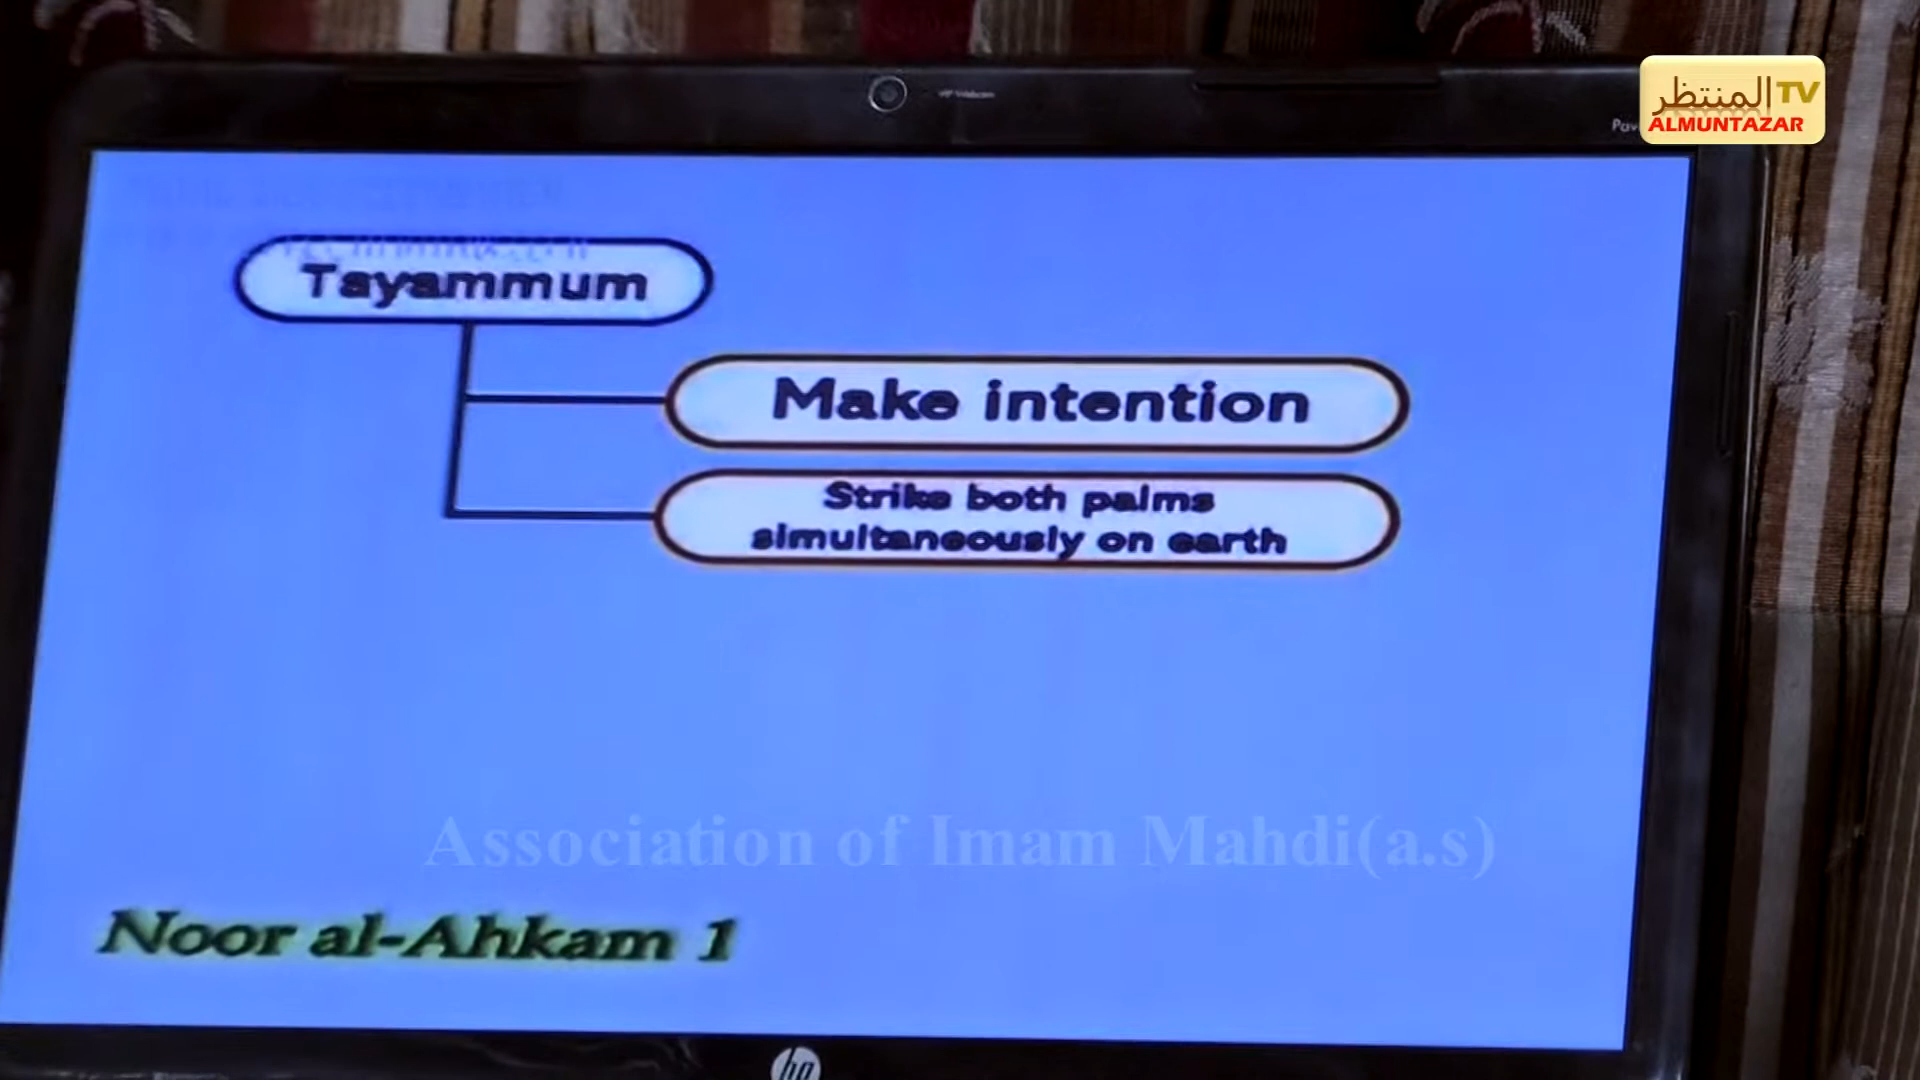 المنتظر TV
ALMUNTAZAR
Tayammum
Make intention
Strike both palms
simultaneously on earth
Association of Imam Mahdi(a.s)
Noor al-Ahkam 1
hp